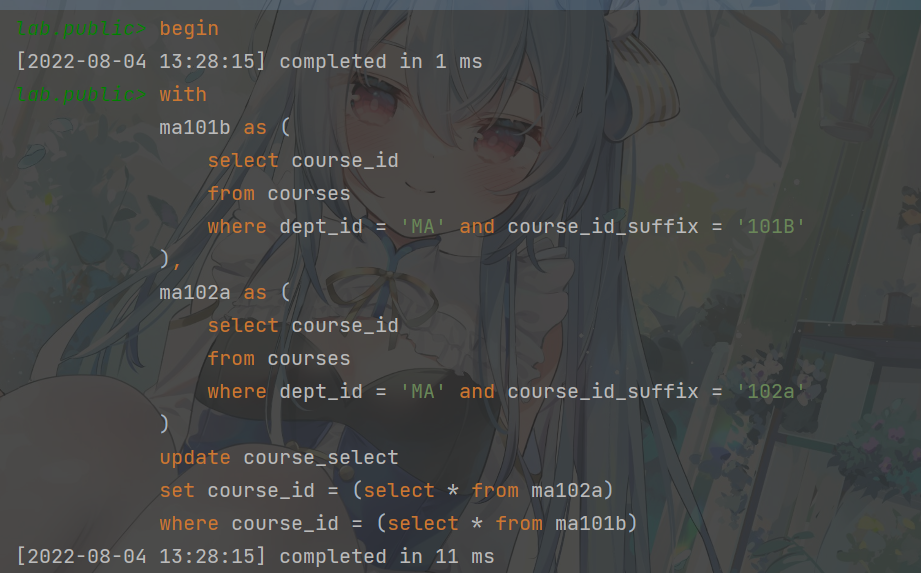 lab.public> begin
[2022-08-04 13:28:15] completed in 1 ms
lab.public> with
            ma101b as (
                select course_id
                from courses
                where dept_id = 'MA' and course_id_suffix = '101B'
            ),
            ma102a as (
                select course_id
                from courses
                where dept_id = 'MA' and course_id_suffix = '102a'
            )
            update course_select
            set course_id = (select * from ma102a)
            where course_id = (select * from ma101b)
[2022-08-04 13:28:15] completed in 11 ms